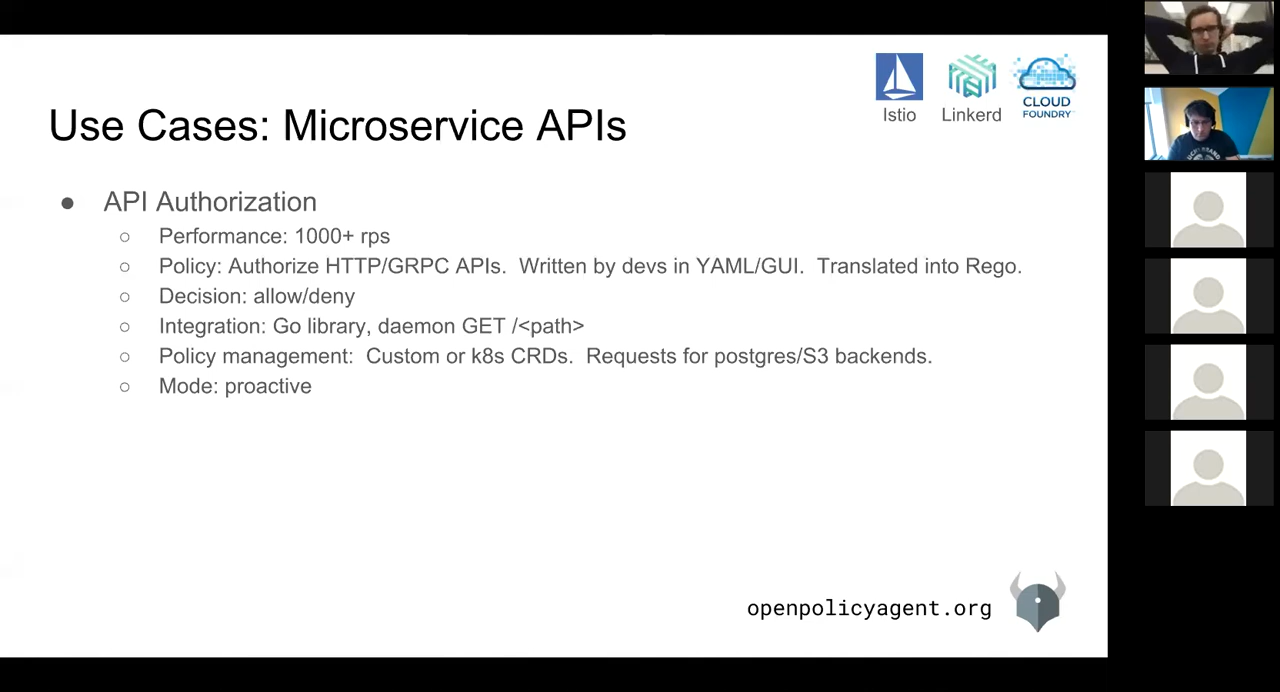 Istio
Linkerd
CLOUD
FOUNDRY
Use Cases: Microservice APIs
● API Authorization
○ Performance: 1000+ rps
○ Policy: Authorize HTTP/GRPC APIs. Written by devs in YAML/GUI. Translated into Rego.
○ Decision: allow/deny
○ Integration: Go library, daemon GET /<path>
○ Policy management: Custom or k8s CRDs. Requests for postgres/S3 backends.
○ Mode: proactive
openpolicyagent.org